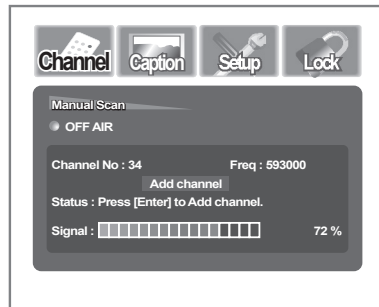 Channel Caption Setup Lock
Manual Scan
OFF AIR
Channel No : 34 Freq : 593000
Add channel
Status : Press [Enter] to Add channel.
Signal : 72 %